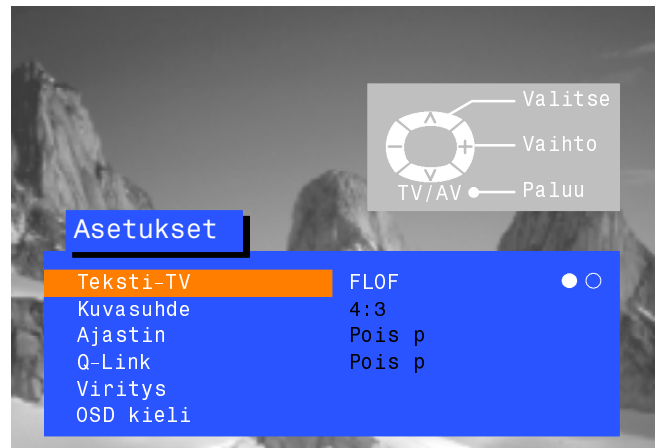 Valitse
Vaihto
TV/AV Paluu
Asetukset
Teksti-TV FLOF
Kuvasuhde 4:3
Ajastin Pois p
Q-Link Pois p
Viritys
OSD kieli